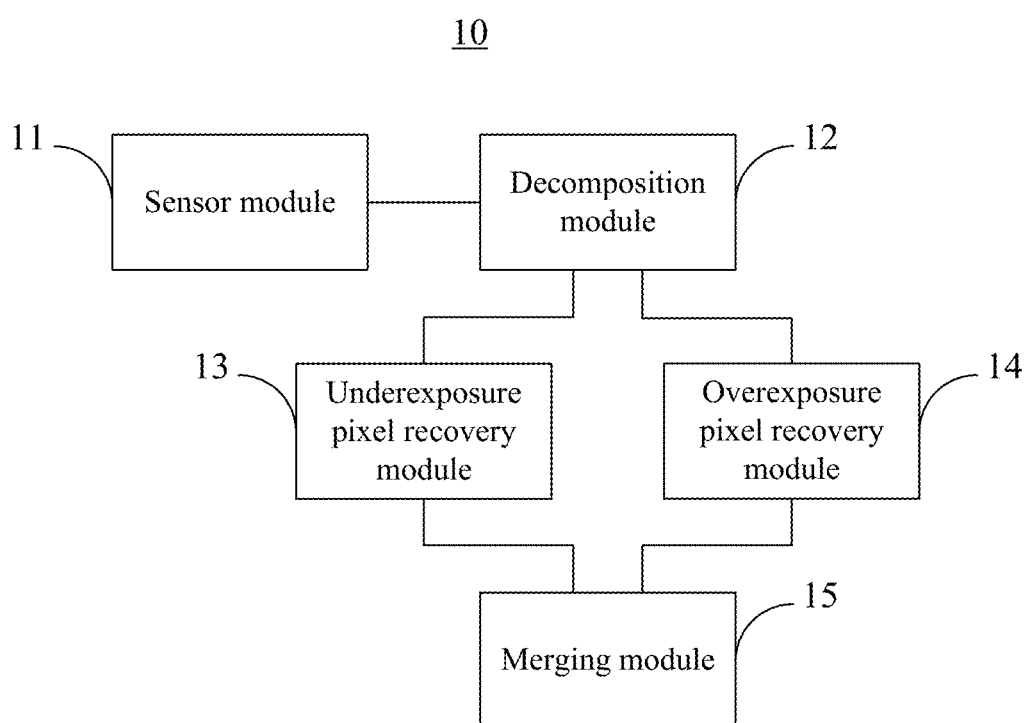 10
11
Sensor module
Decomposition
module
12
13
Underexposure
pixel recovery
module
Overexposure
pixel recovery
module
14
Merging module
15